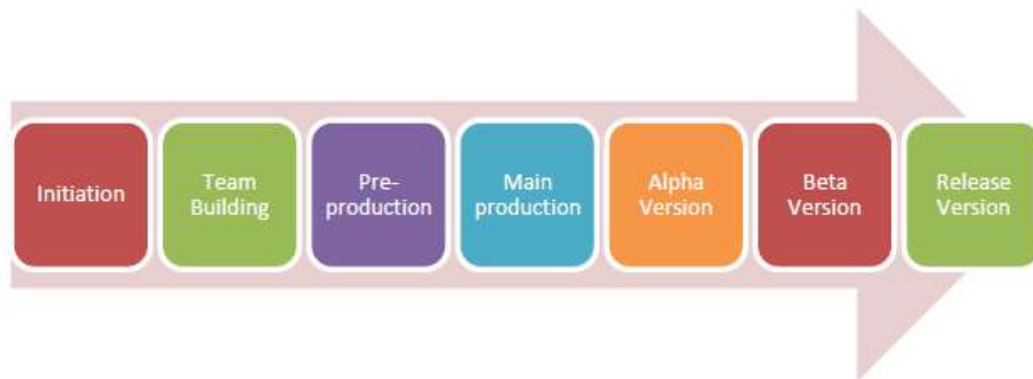 Initiation
Team
Building
Pre-
production
Main
production
Alpha
Version
Beta
Version
Release
Version